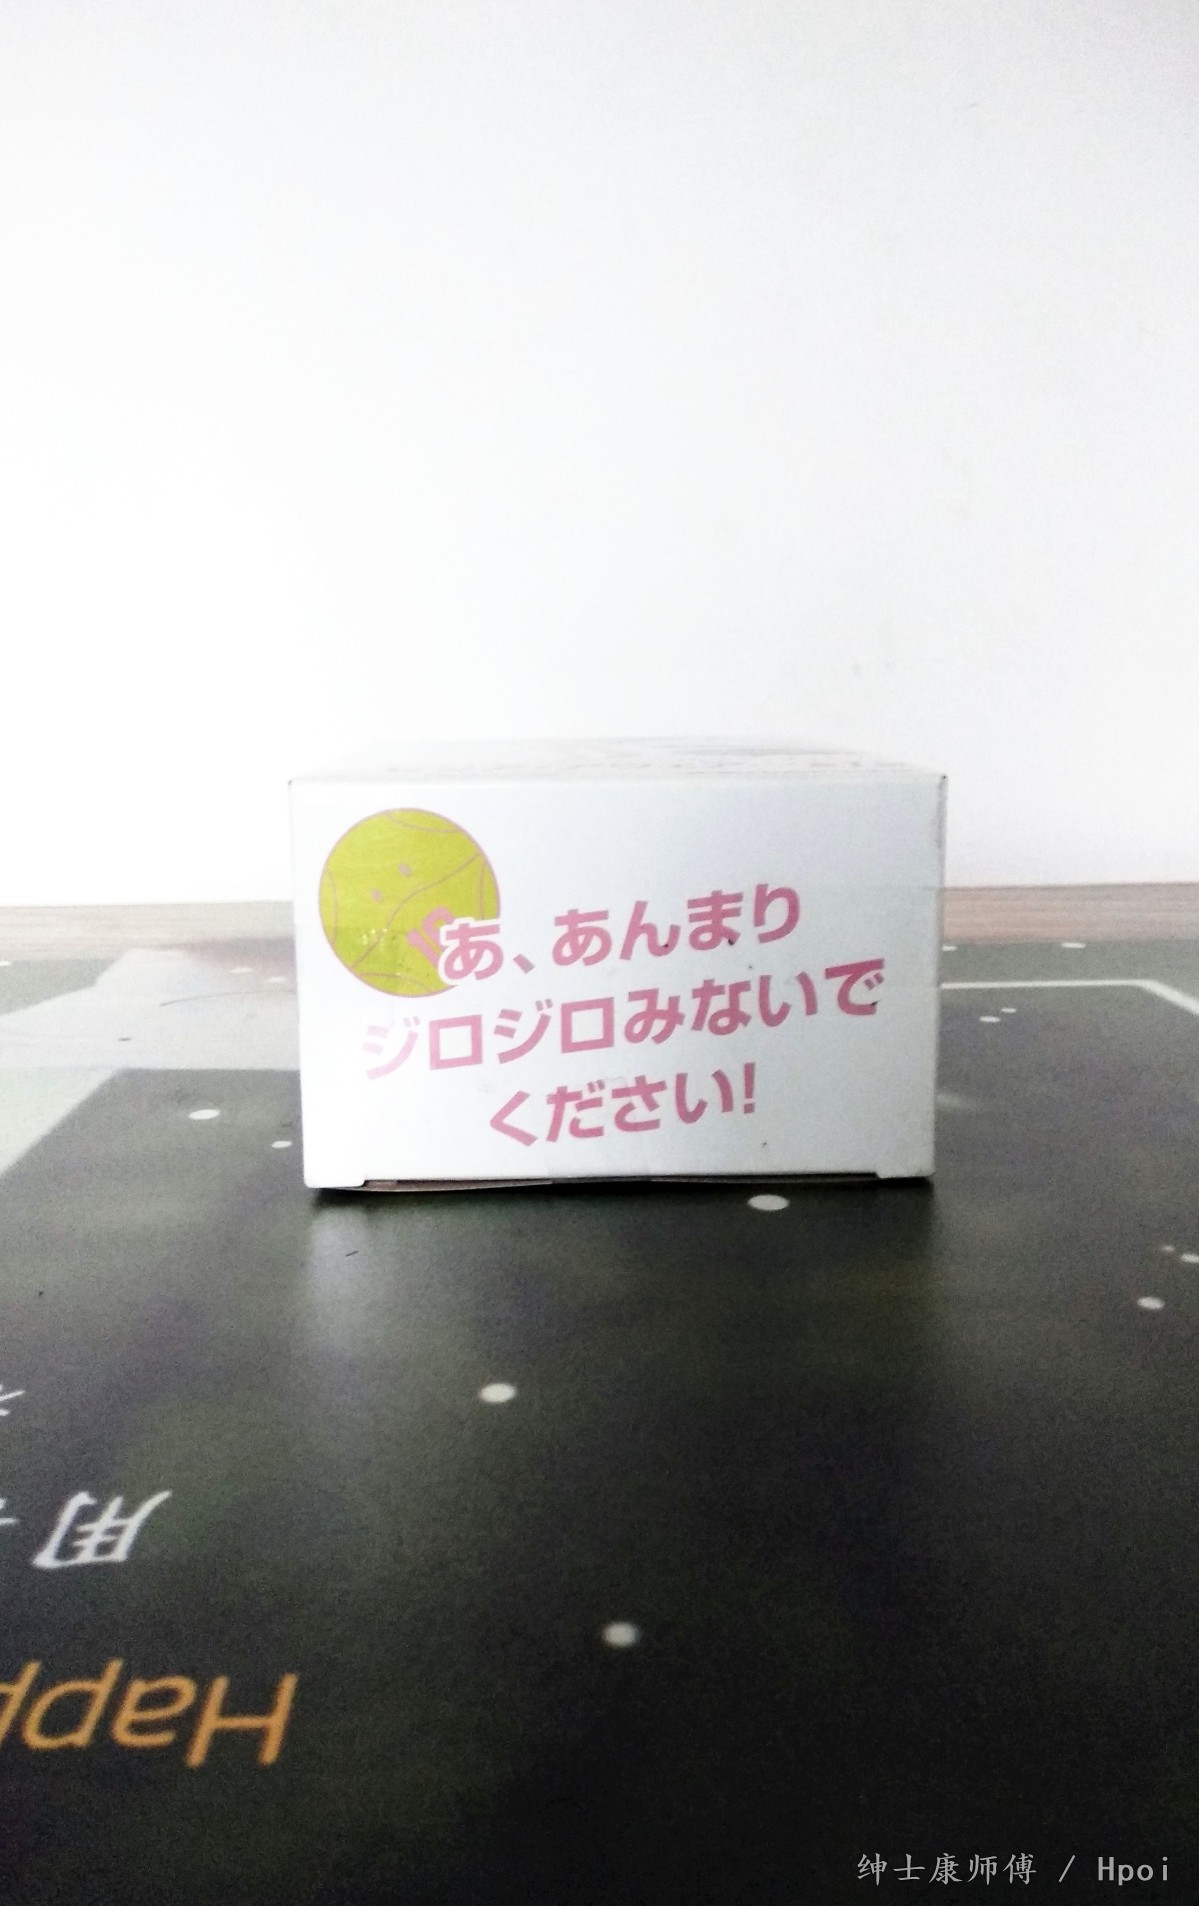 あ、あんまり
ジロジロみないで
ください!
用
Happ
绅士康师傅 / Hpoi